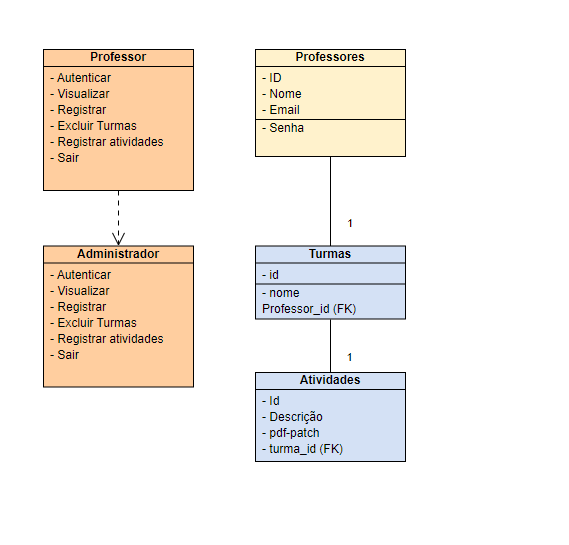 Professor
- Autenticar
- Visualizar
- Registrar
- Excluir Turmas
- Registrar atividades
- Sair
Administrador
- Autenticar
- Visualizar
- Registrar
- Excluir Turmas
- Registrar atividades
- Sair
Professores
- ID
- Nome
- Email
- Senha
1
Turmas
- id
- nome
Professor_id (FK)
1
Atividades
- Id
- Descrição
- pdf-patch
- turma_id (FK)